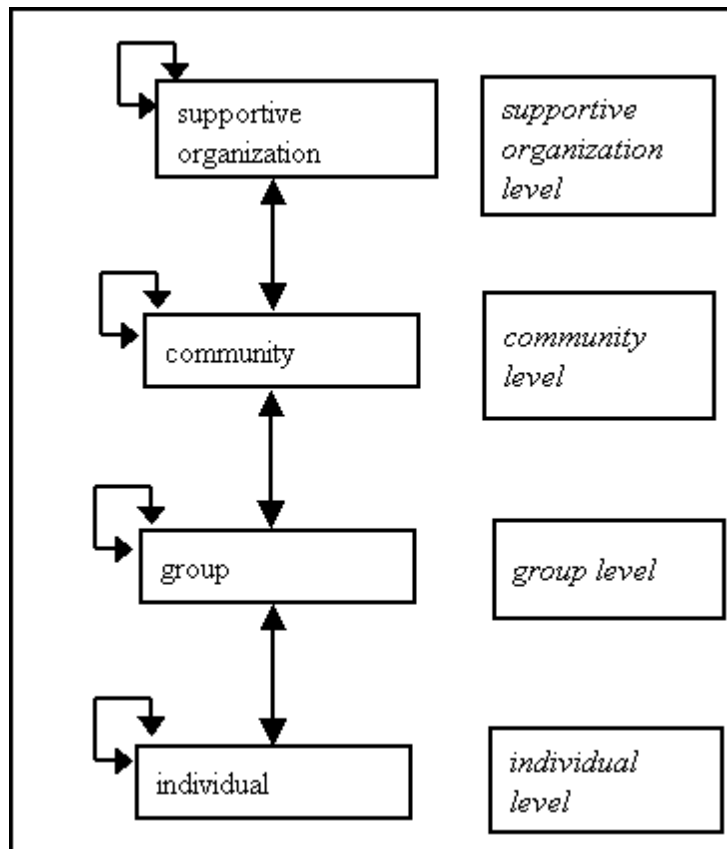 supportive
organization
supportive
organization
level
community
community
level
group
group level
individual
individual
level